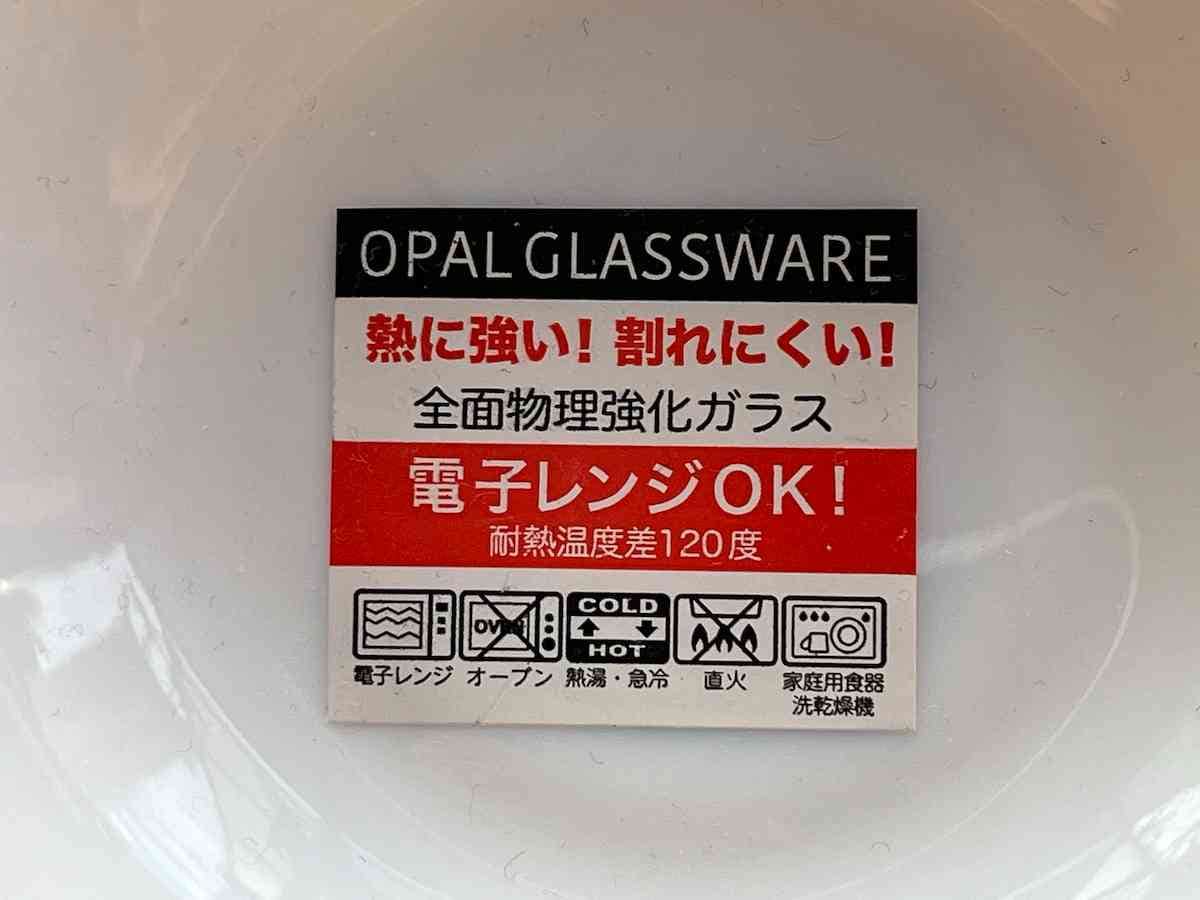 OPAL GLASSWARE
熱に強い！割れにくい！
全面物理強化ガラス
電子レンジOK！
耐熱温度差120度
OVEN
COLD
HOT
電子レンジ オーブン 熱湯・急冷 直火 家庭用食器
洗乾燥機